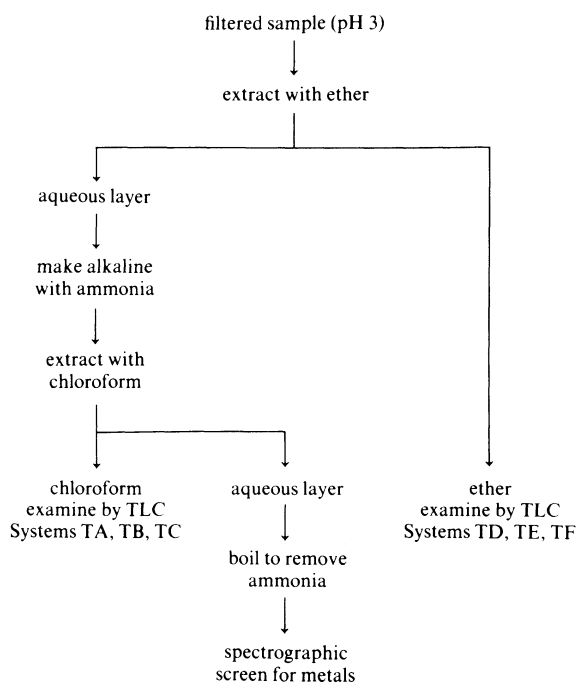 filtered sample (pH 3)
extract with ether
aqueous layer
make alkaline
with ammonia
extract with
chloroform
chloroform
examine by TLC
Systems TA, TB, TC
aqueous layer
boil to remove
ammonia
spectrographic
screen for metals
ether
examine by TLC
Systems TD, TE, TF